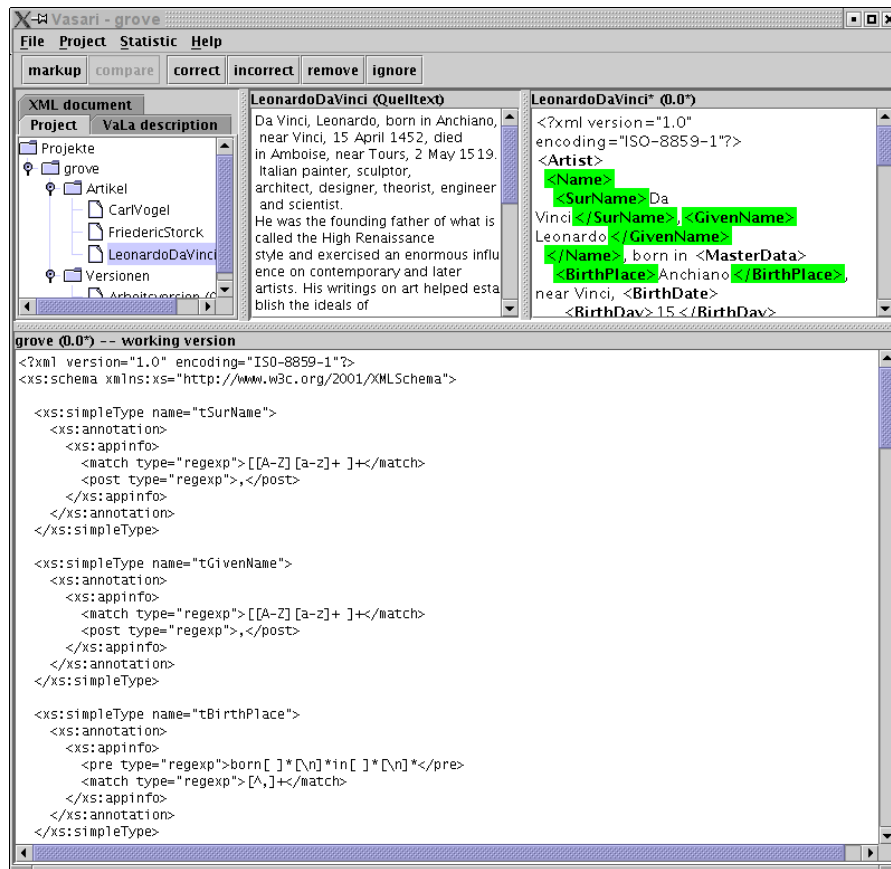 Vasari - grove
File Project Statistic Help
markup compare correct incorrect remove ignore
XML document
Project VaLa description
Projekte
grove
Artikel
CarlVogel
FriedericStorck
LeonardoDaVinci
Versionen
LeonardoDaVinci (Quelltext)
Da Vinci, Leonardo, born in Anchiano,
near Vinci, 15 April 1452, died
in Amboise, near Tours, 2 May 1519.
Italian painter, sculptor,
architect, designer, theorist, engineer
and scientist.
He was the founding father of what is
called the High Renaissance
style and exercised an enormous influ
ence on contemporary and later
artists. His writings on art helped esta
blish the ideals of
LeonardoDaVinci* (0.0*)
<?xml version="1.0"
encoding="ISO-8859-1"?>
<Artist>
<Name>
<SurName>Da
Vinci</SurName>,<GivenName>
Leonardo</GivenName>
</Name>, born in <MasterData>
<BirthPlace>Anchiano</BirthPlace>,
near Vinci, <BirthDate>
<BirthDay>15</BirthDay>
grove (0.0*) -- working version
<?xml version="1.0" encoding="ISO-8859-1"?>
<xs:schema xmlns:xs="http://www.w3c.org/2001/XMLSchema">
<xs:simpleType name="tSurName">
<xs:annotation>
<xs:appinfo>
<match type="regexp">[[A-Z][a-z]+ ]+</match>
<post type="regexp">,</post>
</xs:appinfo>
</xs:annotation>
</xs:simpleType>
<xs:simpleType name="tGivenName">
<xs:annotation>
<xs:appinfo>
<match type="regexp">[[A-Z][a-z]+ ]+</match>
<post type="regexp">,</post>
</xs:appinfo>
</xs:annotation>
</xs:simpleType>
<xs:simpleType name="tBirthPlace">
<xs:annotation>
<xs:appinfo>
<pre type="regexp">born[ ]*[\n]*in[ ]*[\n]*</pre>
<match type="regexp">[^,]+</match>
</xs:appinfo>
</xs:annotation>
</xs:simpleType>